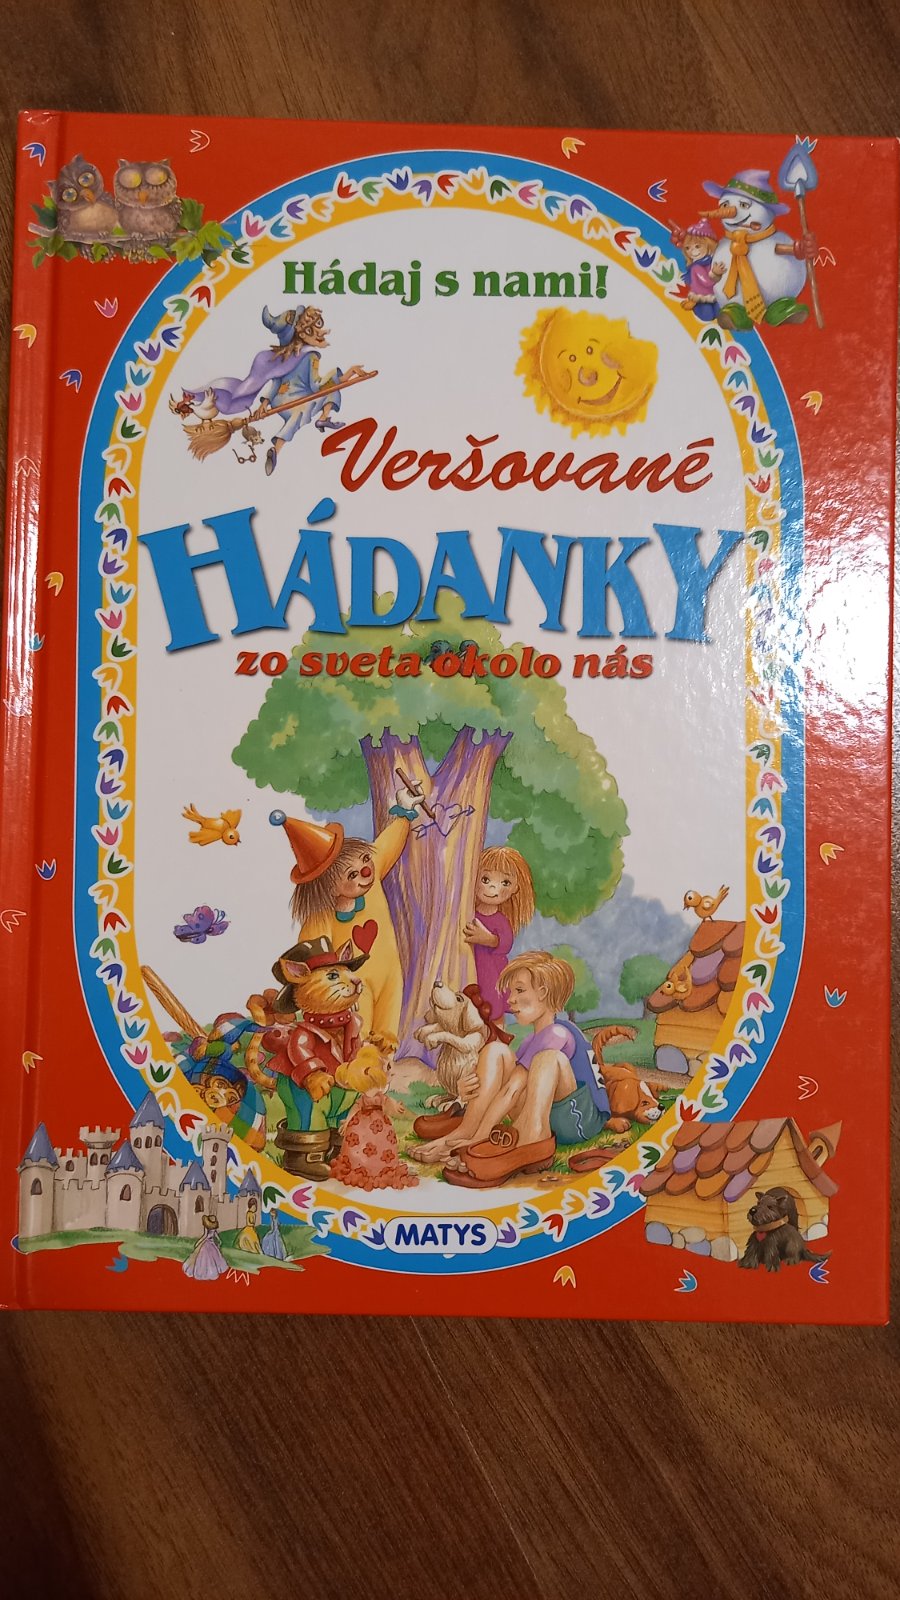 Hádaj s nami!
Veršované
HÁDANKY
zo sveta okolo nás
MATYS